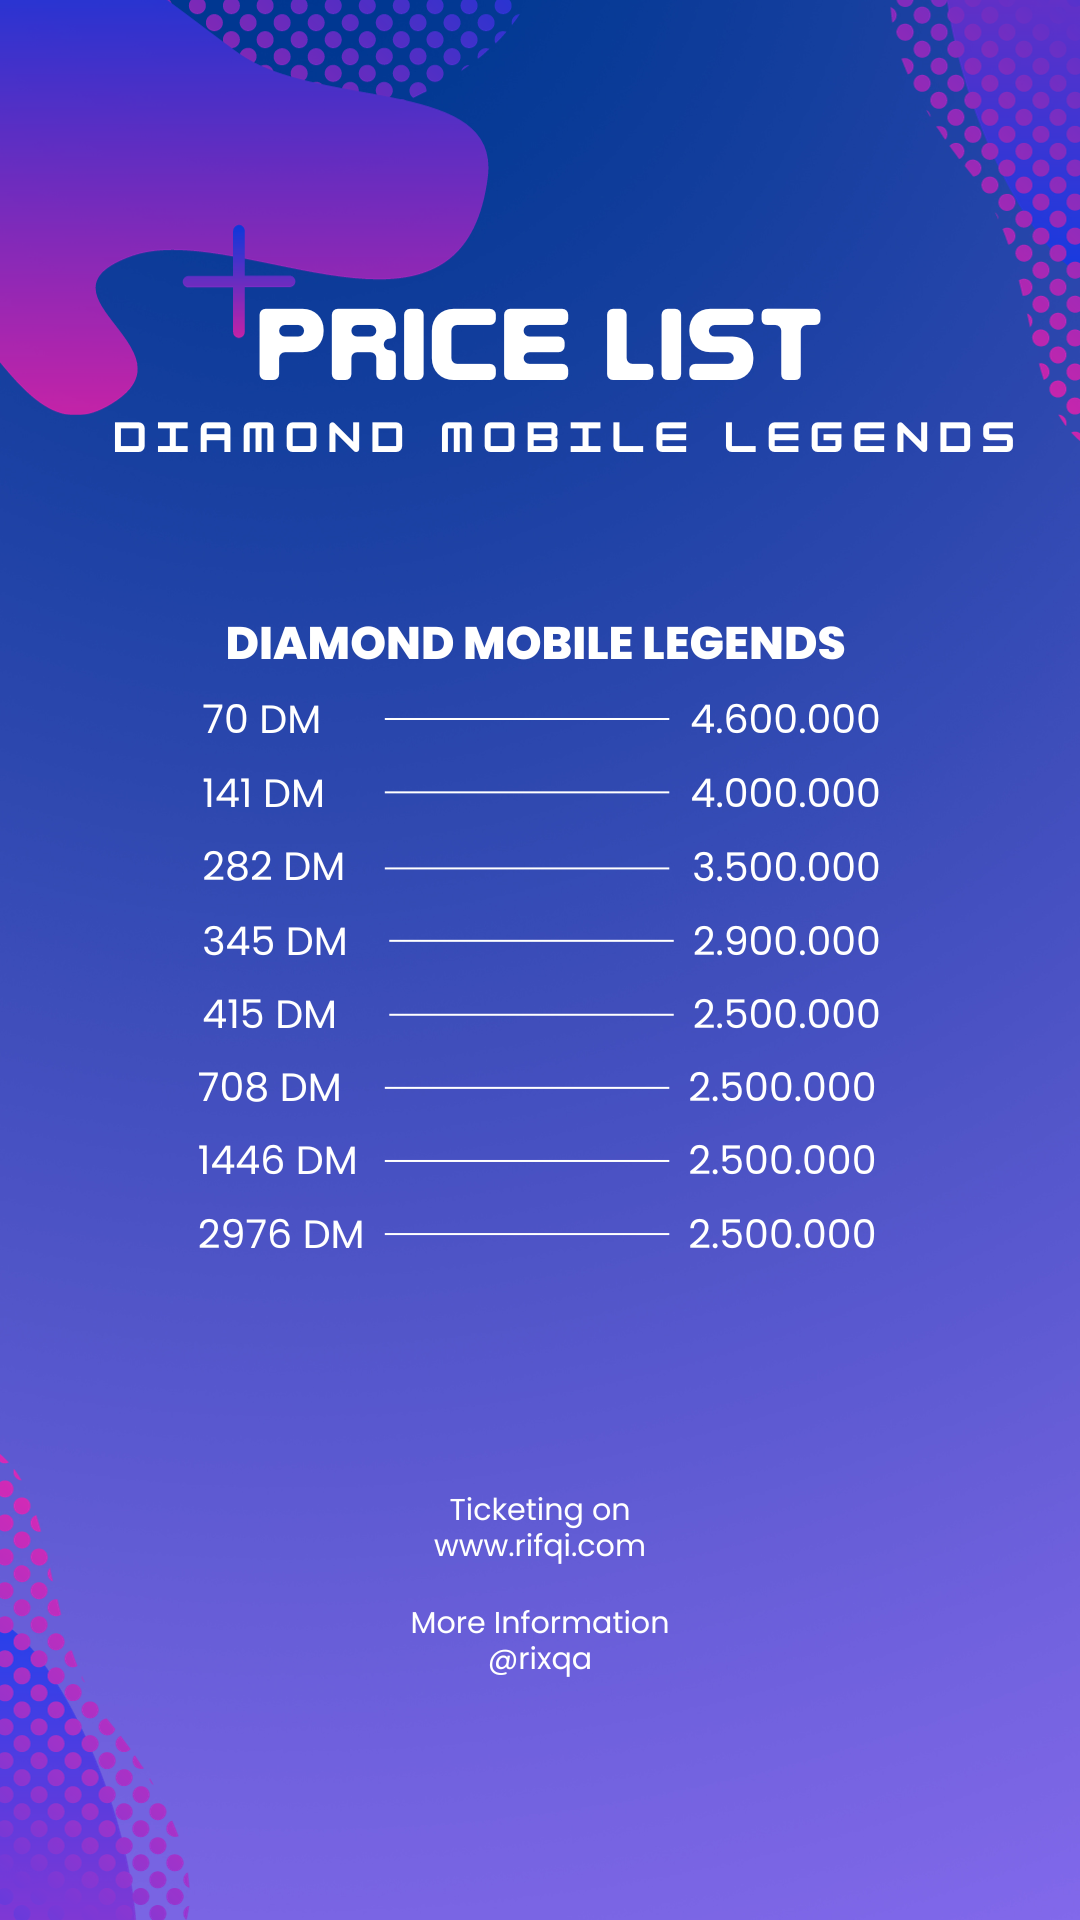 PRICE LIST
DIAMOND MOBILE LEGENDS
DIAMOND MOBILE LEGENDS
70 DM 4.600.000
141 DM 4.000.000
282 DM 3.500.000
345 DM 2.900.000
415 DM 2.500.000
708 DM 2.500.000
1446 DM 2.500.000
2976 DM 2.500.000
Ticketing on
www.rifqi.com
More Information
@rixqa